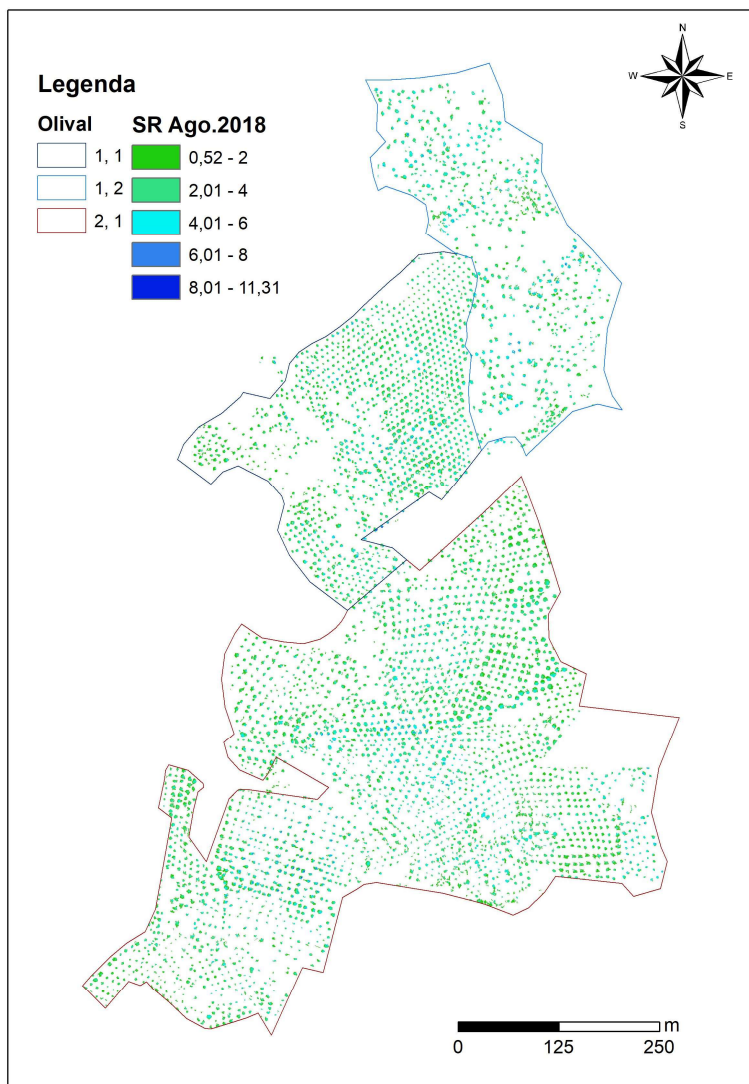 N
W E
S
Legenda
Olival SR Ago.2018
1, 1 0,52 - 2
1, 2 2,01 - 4
2, 1 4,01 - 6
6,01 - 8
8,01 - 11,31
m
0 125 250